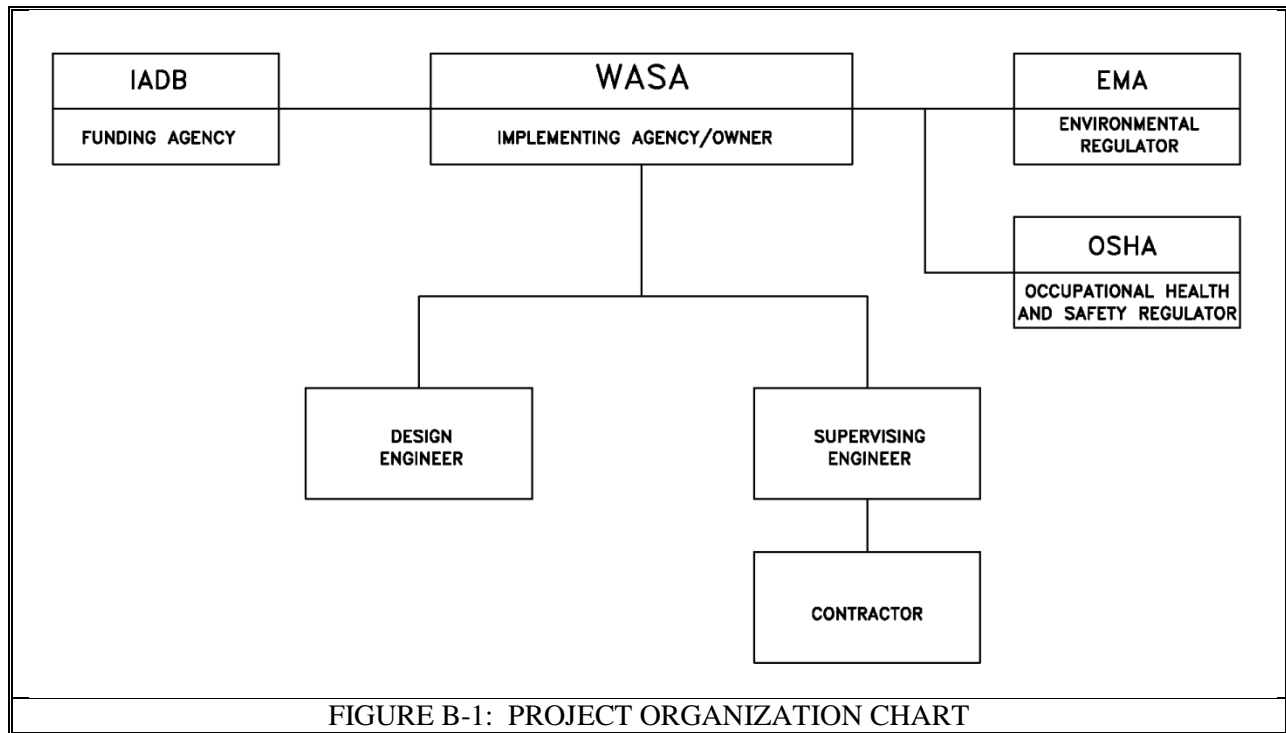 IADB
FUNDING AGENCY
WASA
IMPLEMENTING AGENCY/OWNER
EMA
ENVIRONMENTAL
REGULATOR
OSHA
OCCUPATIONAL HEALTH
AND SAFETY REGULATOR
DESIGN
ENGINEER
SUPERVISING
ENGINEER
CONTRACTOR
FIGURE B-1: PROJECT ORGANIZATION CHART